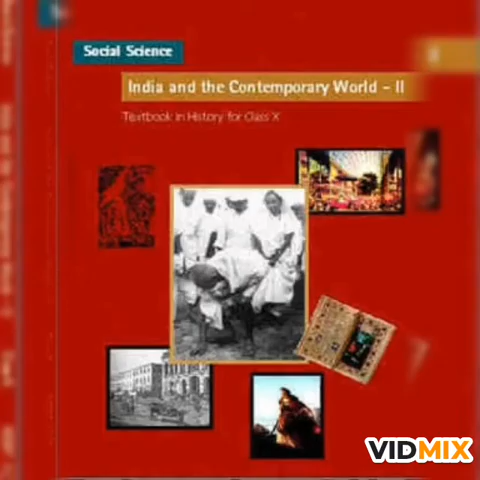 Social Science
India and the Contemporary World – II
Textbook in History for Class X
VIDMIX